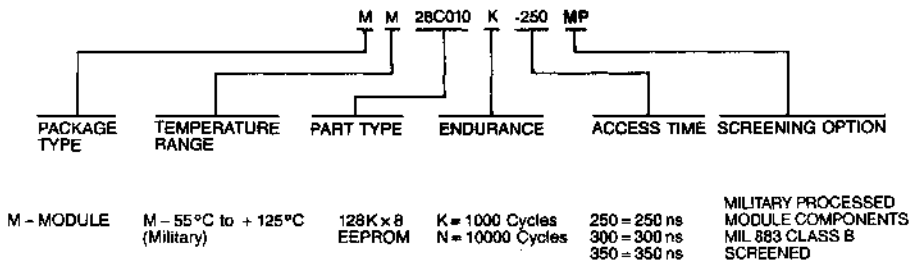 M M 28C010 K -250 MP
PACKAGE TYPE
TEMPERATURE RANGE
PART TYPE
ENDURANCE
ACCESS TIME
SCREENING OPTION
M – MODULE
M – 55°C to + 125°C
(Military)
128K x 8
EEPROM
K = 1000 Cycles
N = 10000 Cycles
250 = 250 ns
300 = 300 ns
350 = 350 ns
MILITARY PROCESSED
MODULE COMPONENTS
MIL 883 CLASS B
SCREENED